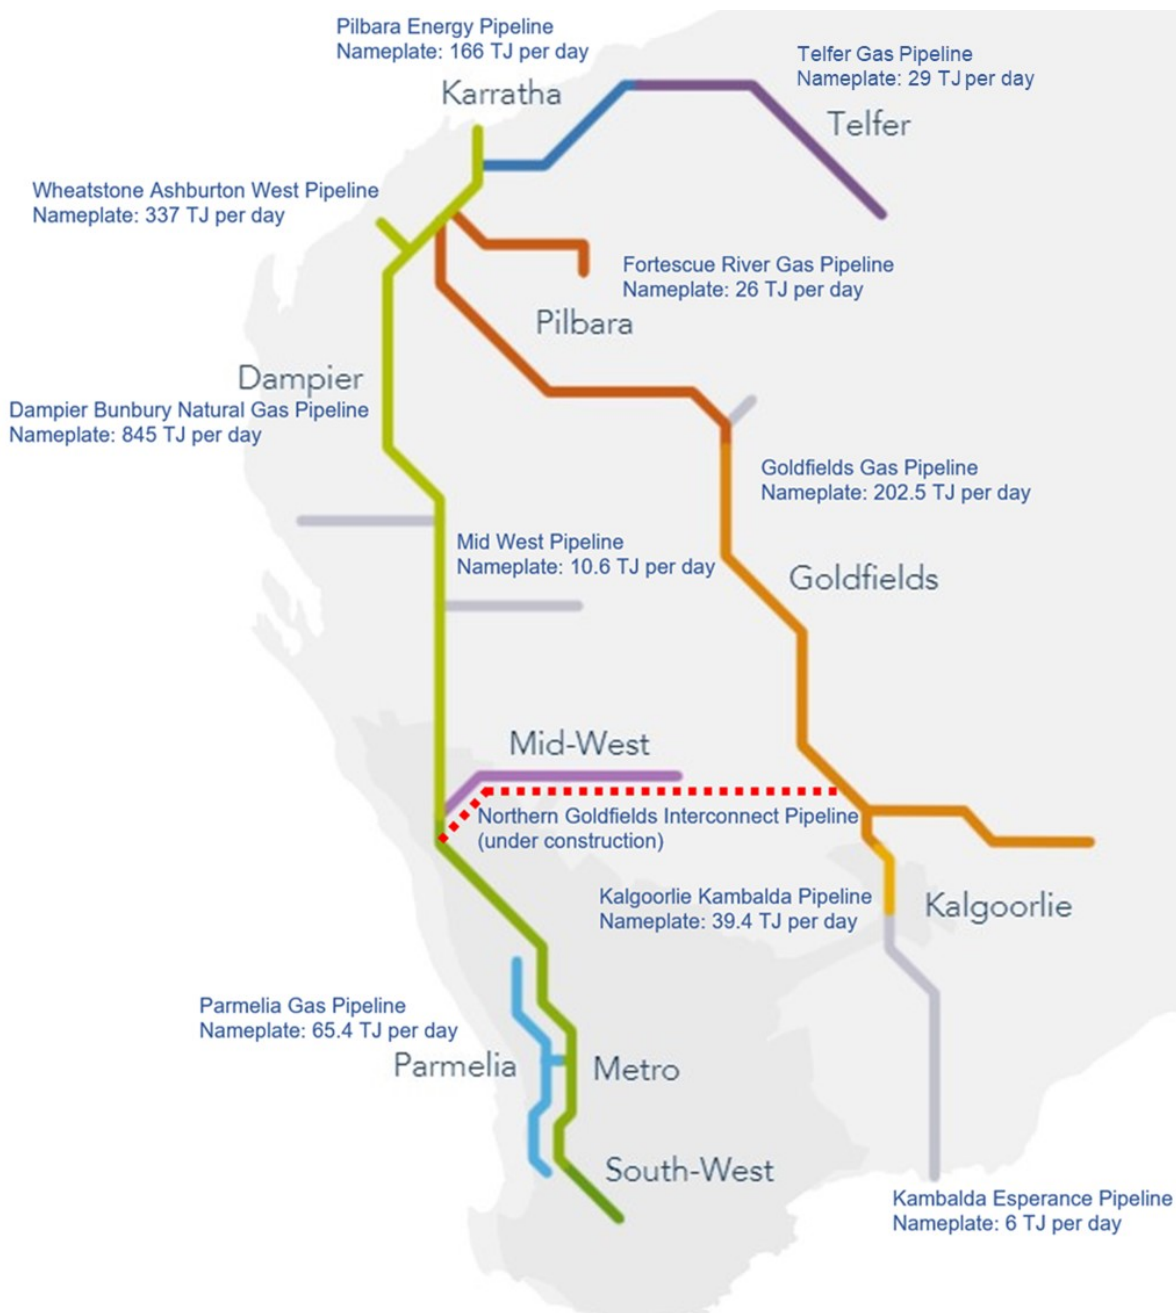 Pilbara Energy Pipeline
Nameplate: 166 TJ per day
Karratha
Telfer Gas Pipeline
Nameplate: 29 TJ per day
Telfer
Wheatstone Ashburton West Pipeline
Nameplate: 337 TJ per day
Fortescue River Gas Pipeline
Nameplate: 26 TJ per day
Pilbara
Dampier
Dampier Bunbury Natural Gas Pipeline
Nameplate: 845 TJ per day
Goldfields Gas Pipeline
Nameplate: 202.5 TJ per day
Mid West Pipeline
Nameplate: 10.6 TJ per day
Goldfields
Mid-West
Northern Goldfields Interconnect Pipeline
(under construction)
Kalgoorlie Kambalda Pipeline
Nameplate: 39.4 TJ per day
Kalgoorlie
Parmelia Gas Pipeline
Nameplate: 65.4 TJ per day
Parmelia
Metro
South-West
Kambalda Esperance Pipeline
Nameplate: 6 TJ per day